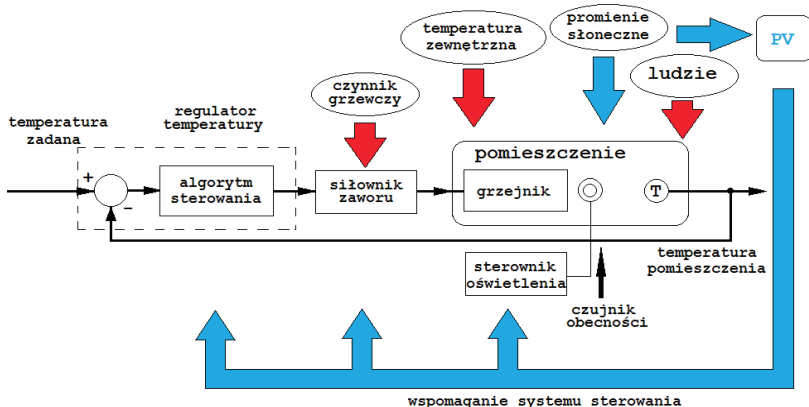 promienie
słoneczne
PV
temperatura
zewnętrzna
ludzie
czynnik
grzewczy
regulator
temperatury
temperatura
zadana
pomieszczenie
+
algorytm
sterowania
siłownik
zaworu
grzejnik
T
-
temperatura
pomieszczenia
sterownik
oświetlenia
czujnik
obecności
wspomaganie systemu sterowania